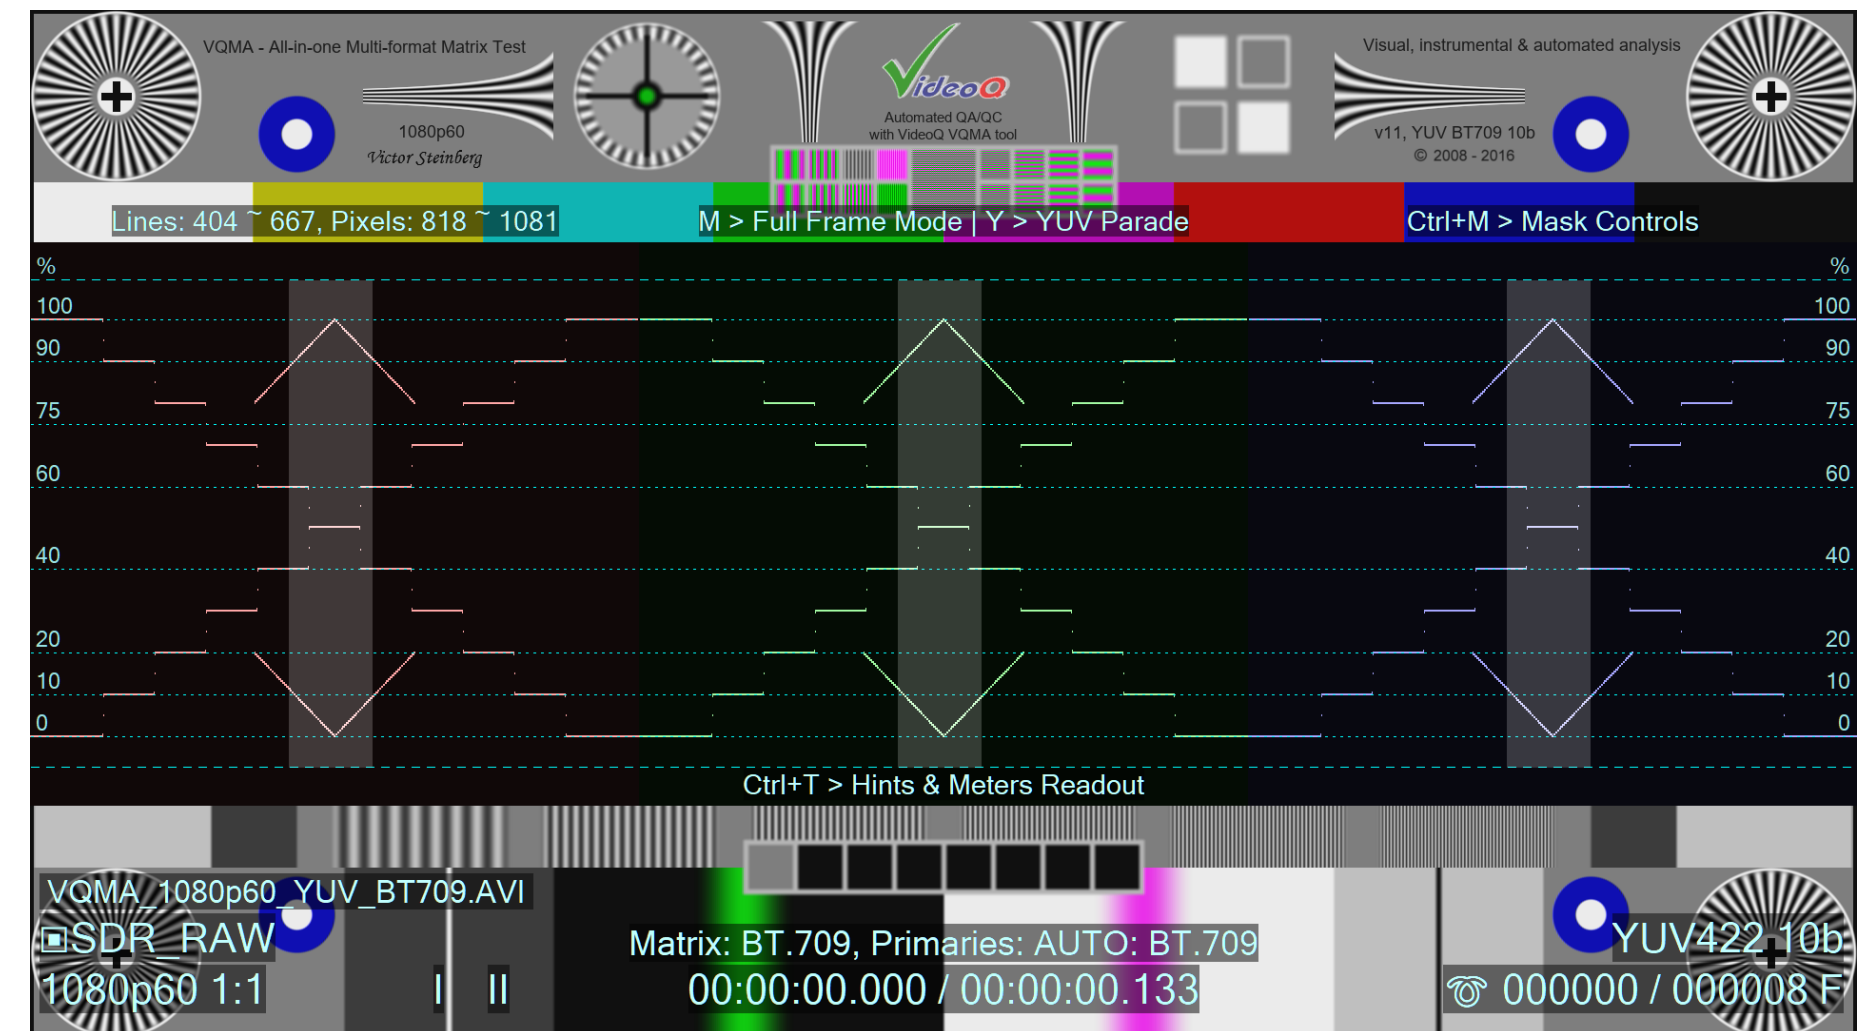 VQMA - All-in-one Multi-format Matrix Test
Visual, instrumental & automated analysis
VideoQ
Automated QA/QC
with VideoQ VQMA tool
1080p60
Victor Steinberg
v11, YUV BT709 10b
© 2008 - 2016
Lines: 404 ~ 667, Pixels: 818 ~ 1081
M > Full Frame Mode | Y > YUV Parade
Ctrl+M > Mask Controls
% %
100 100
90 90
75 75
60 60
40 40
20 20
10 10
0 0
Ctrl+T > Hints & Meters Readout
VQMA_1080p60_YUV_BT709.AVI
SDR_RAW
Matrix: BT.709, Primaries: AUTO: BT.709
YUV422 10b
1080p60 1:1
I II
00:00:00.000 / 00:00:00.133
000000 / 000008 F